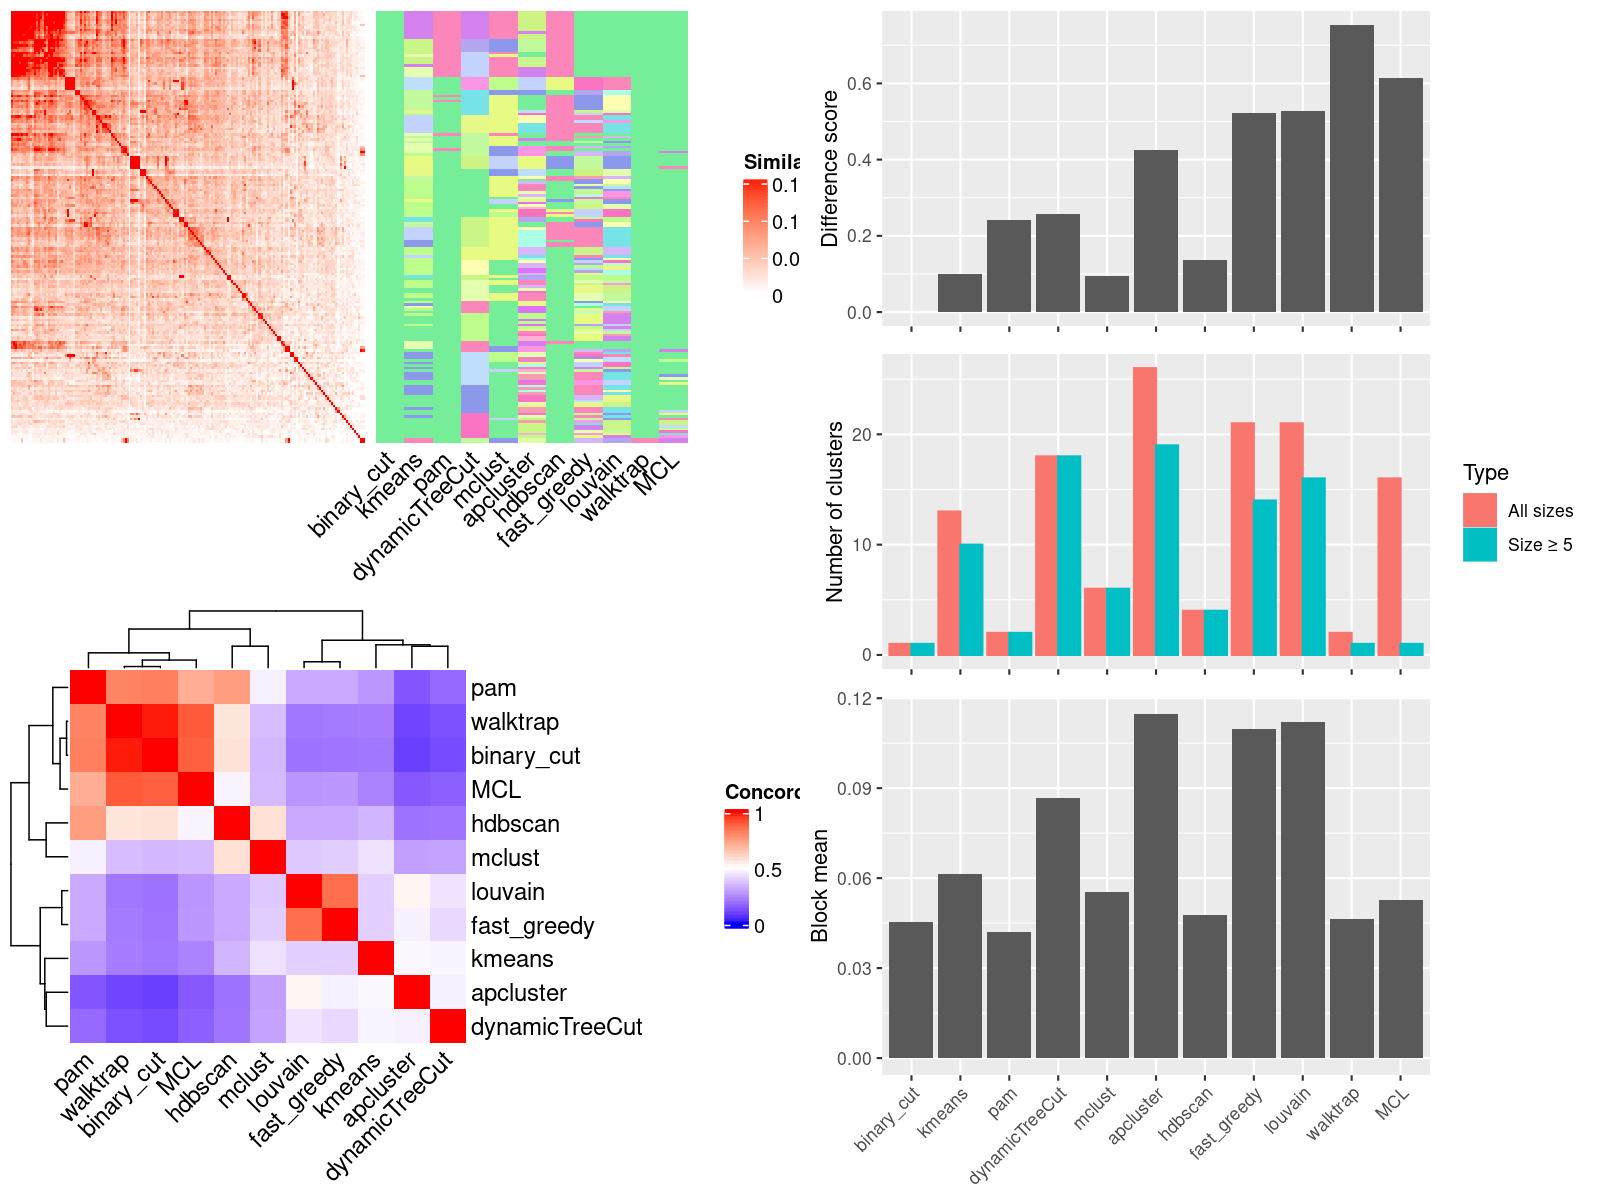 Simila
0.1
0.1
0.0
0
binary_cut
kmeans
pam
dynamicTreeCut
mclust
apcluster
hdbscan
fast_greedy
louvain
walktrap
MCL
Difference score
0.6
0.4
0.2
0.0
Number of clusters
20
10
0
Type
All sizes
Size ≥ 5
pam
walktrap
binary_cut
MCL
hdbscan
mclust
louvain
fast_greedy
kmeans
apcluster
dynamicTreeCut
pam
walktrap
binary_cut
MCL
hdbscan
mclust
louvain
fast_greedy
kmeans
apcluster
dynamicTreeCut
Concord
1
0.5
0
Block mean
0.12
0.09
0.06
0.03
0.00
binary_cut
kmeans
pam
dynamicTreeCut
mclust
apcluster
hdbscan
fast_greedy
louvain
walktrap
MCL